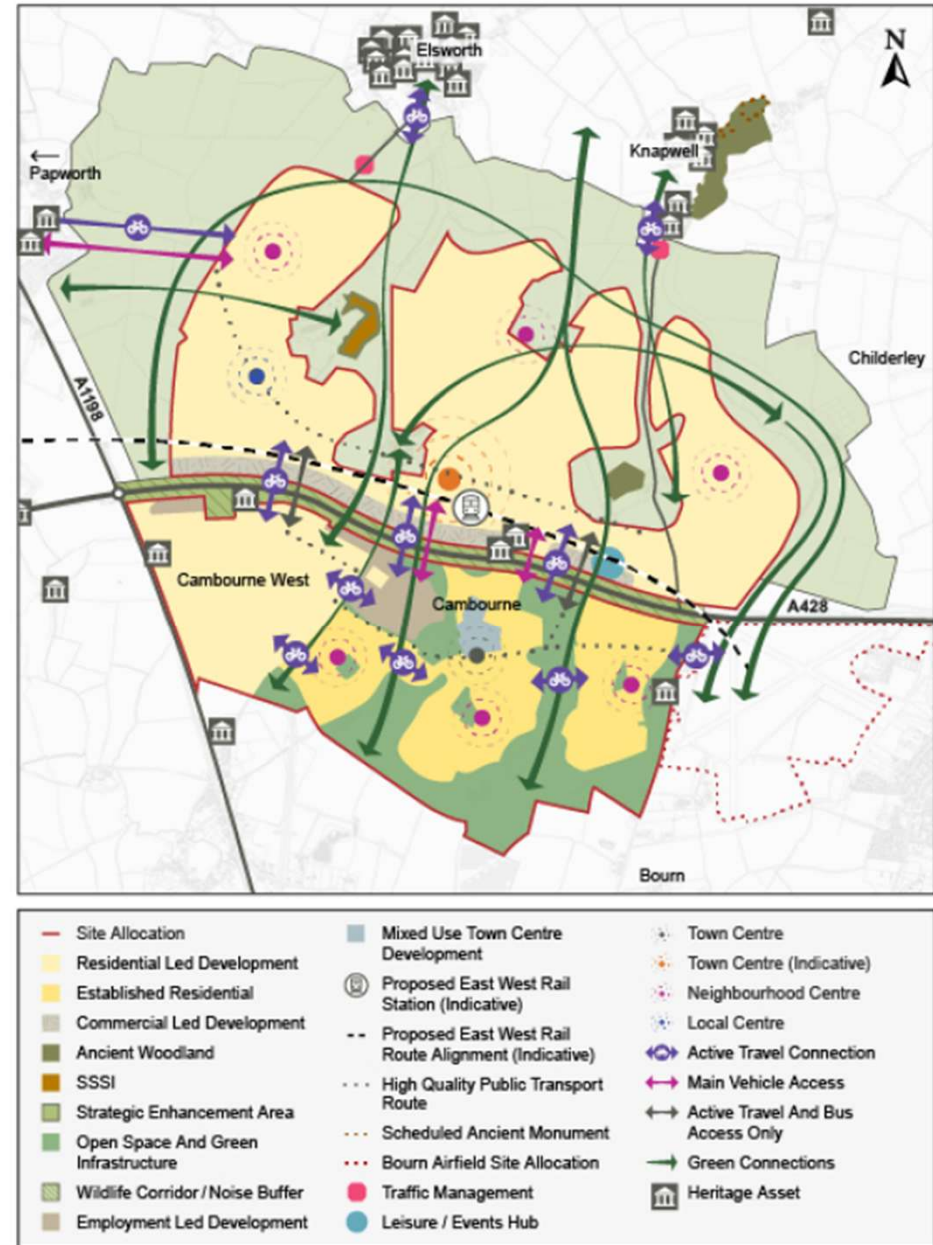 Elsworth
N
Knapwell
←
Papworth
Childerley
A1198
Cambourne West
Cambourne
A428
Bourn
Site Allocation
Residential Led Development
Established Residential
Commercial Led Development
Ancient Woodland
SSSI
Strategic Enhancement Area
Open Space And Green
Infrastructure
Wildlife Corridor / Noise Buffer
Employment Led Development
Mixed Use Town Centre
Development
Proposed East West Rail
Station (Indicative)
Proposed East West Rail
Route Alignment (Indicative)
High Quality Public Transport
Route
Scheduled Ancient Monument
Bourn Airfield Site Allocation
Traffic Management
Leisure / Events Hub
Town Centre
Town Centre (Indicative)
Neighbourhood Centre
Local Centre
Active Travel Connection
Main Vehicle Access
Active Travel And Bus
Access Only
Green Connections
Heritage Asset